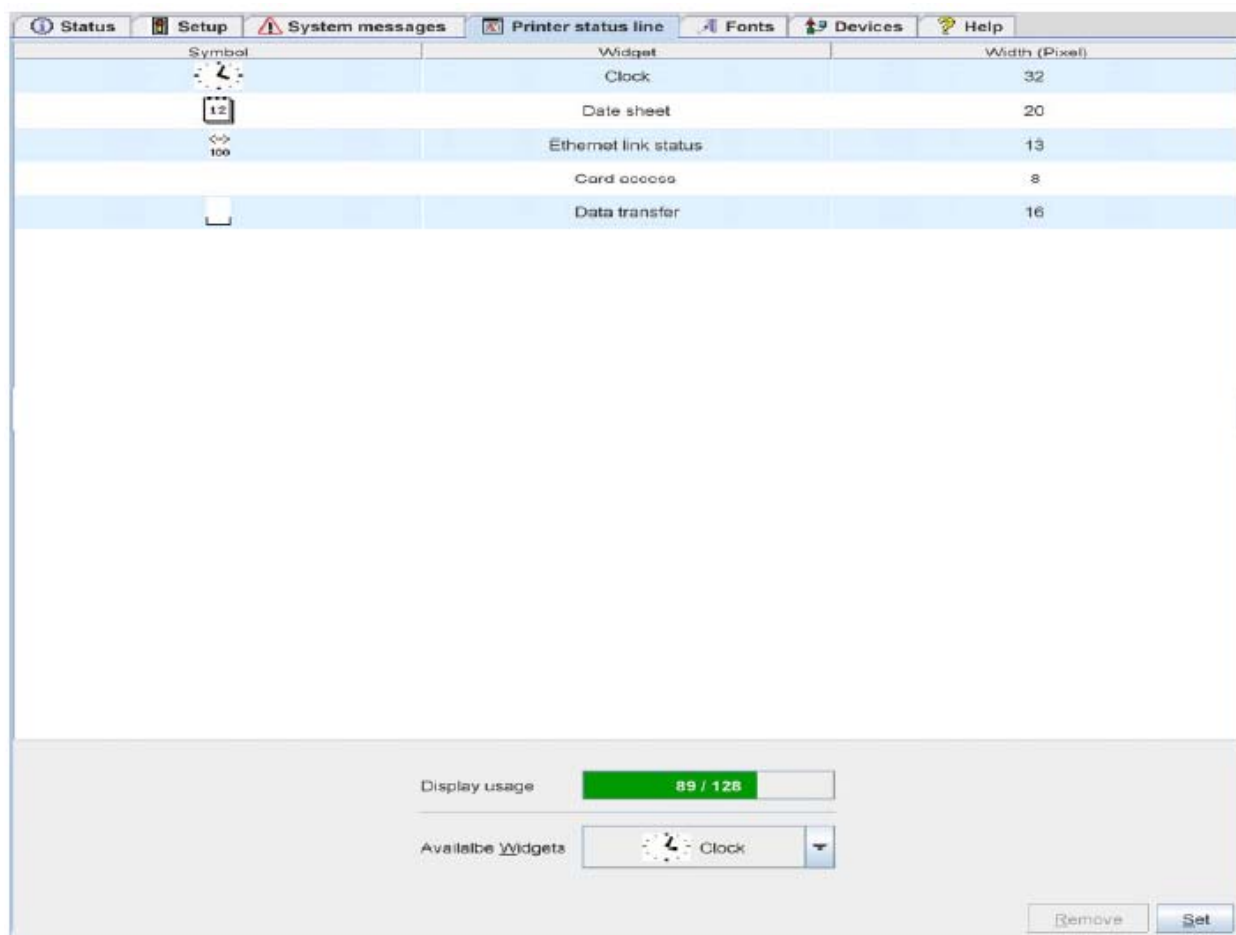 Status Setup System messages Printer status line Fonts Devices Help
Symbol Widget Width (Pixel)
Clock 32
12 Date sheet 20
<-> 100 Ethernet link status 13
Card access 8
Data transfer 16
Display usage 89 / 128
Availalbe Widgets Clock
Remove Set